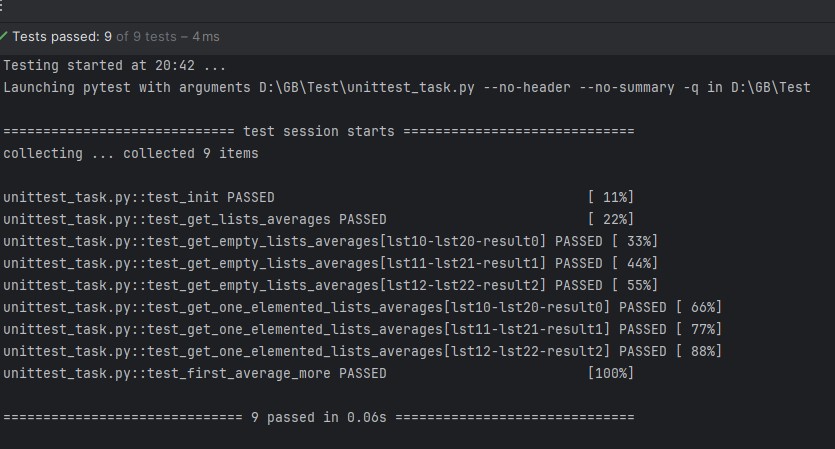 Tests passed: 9 of 9 tests – 4 ms
Testing started at 20:42 ...
Launching pytest with arguments D:\GB\Test\unittest_task.py --no-header --no-summary -q in D:\GB\Test
============================= test session starts =============================
collecting ... collected 9 items
unittest_task.py::test_init PASSED [ 11%]
unittest_task.py::test_get_lists_averages PASSED [ 22%]
unittest_task.py::test_get_empty_lists_averages[lst10-lst20-result0] PASSED [ 33%]
unittest_task.py::test_get_empty_lists_averages[lst11-lst21-result1] PASSED [ 44%]
unittest_task.py::test_get_empty_lists_averages[lst12-lst22-result2] PASSED [ 55%]
unittest_task.py::test_get_one_elemented_lists_averages[lst10-lst20-result0] PASSED [ 66%]
unittest_task.py::test_get_one_elemented_lists_averages[lst11-lst21-result1] PASSED [ 77%]
unittest_task.py::test_get_one_elemented_lists_averages[lst12-lst22-result2] PASSED [ 88%]
unittest_task.py::test_first_average_more PASSED [100%]
============================== 9 passed in 0.06s ==============================